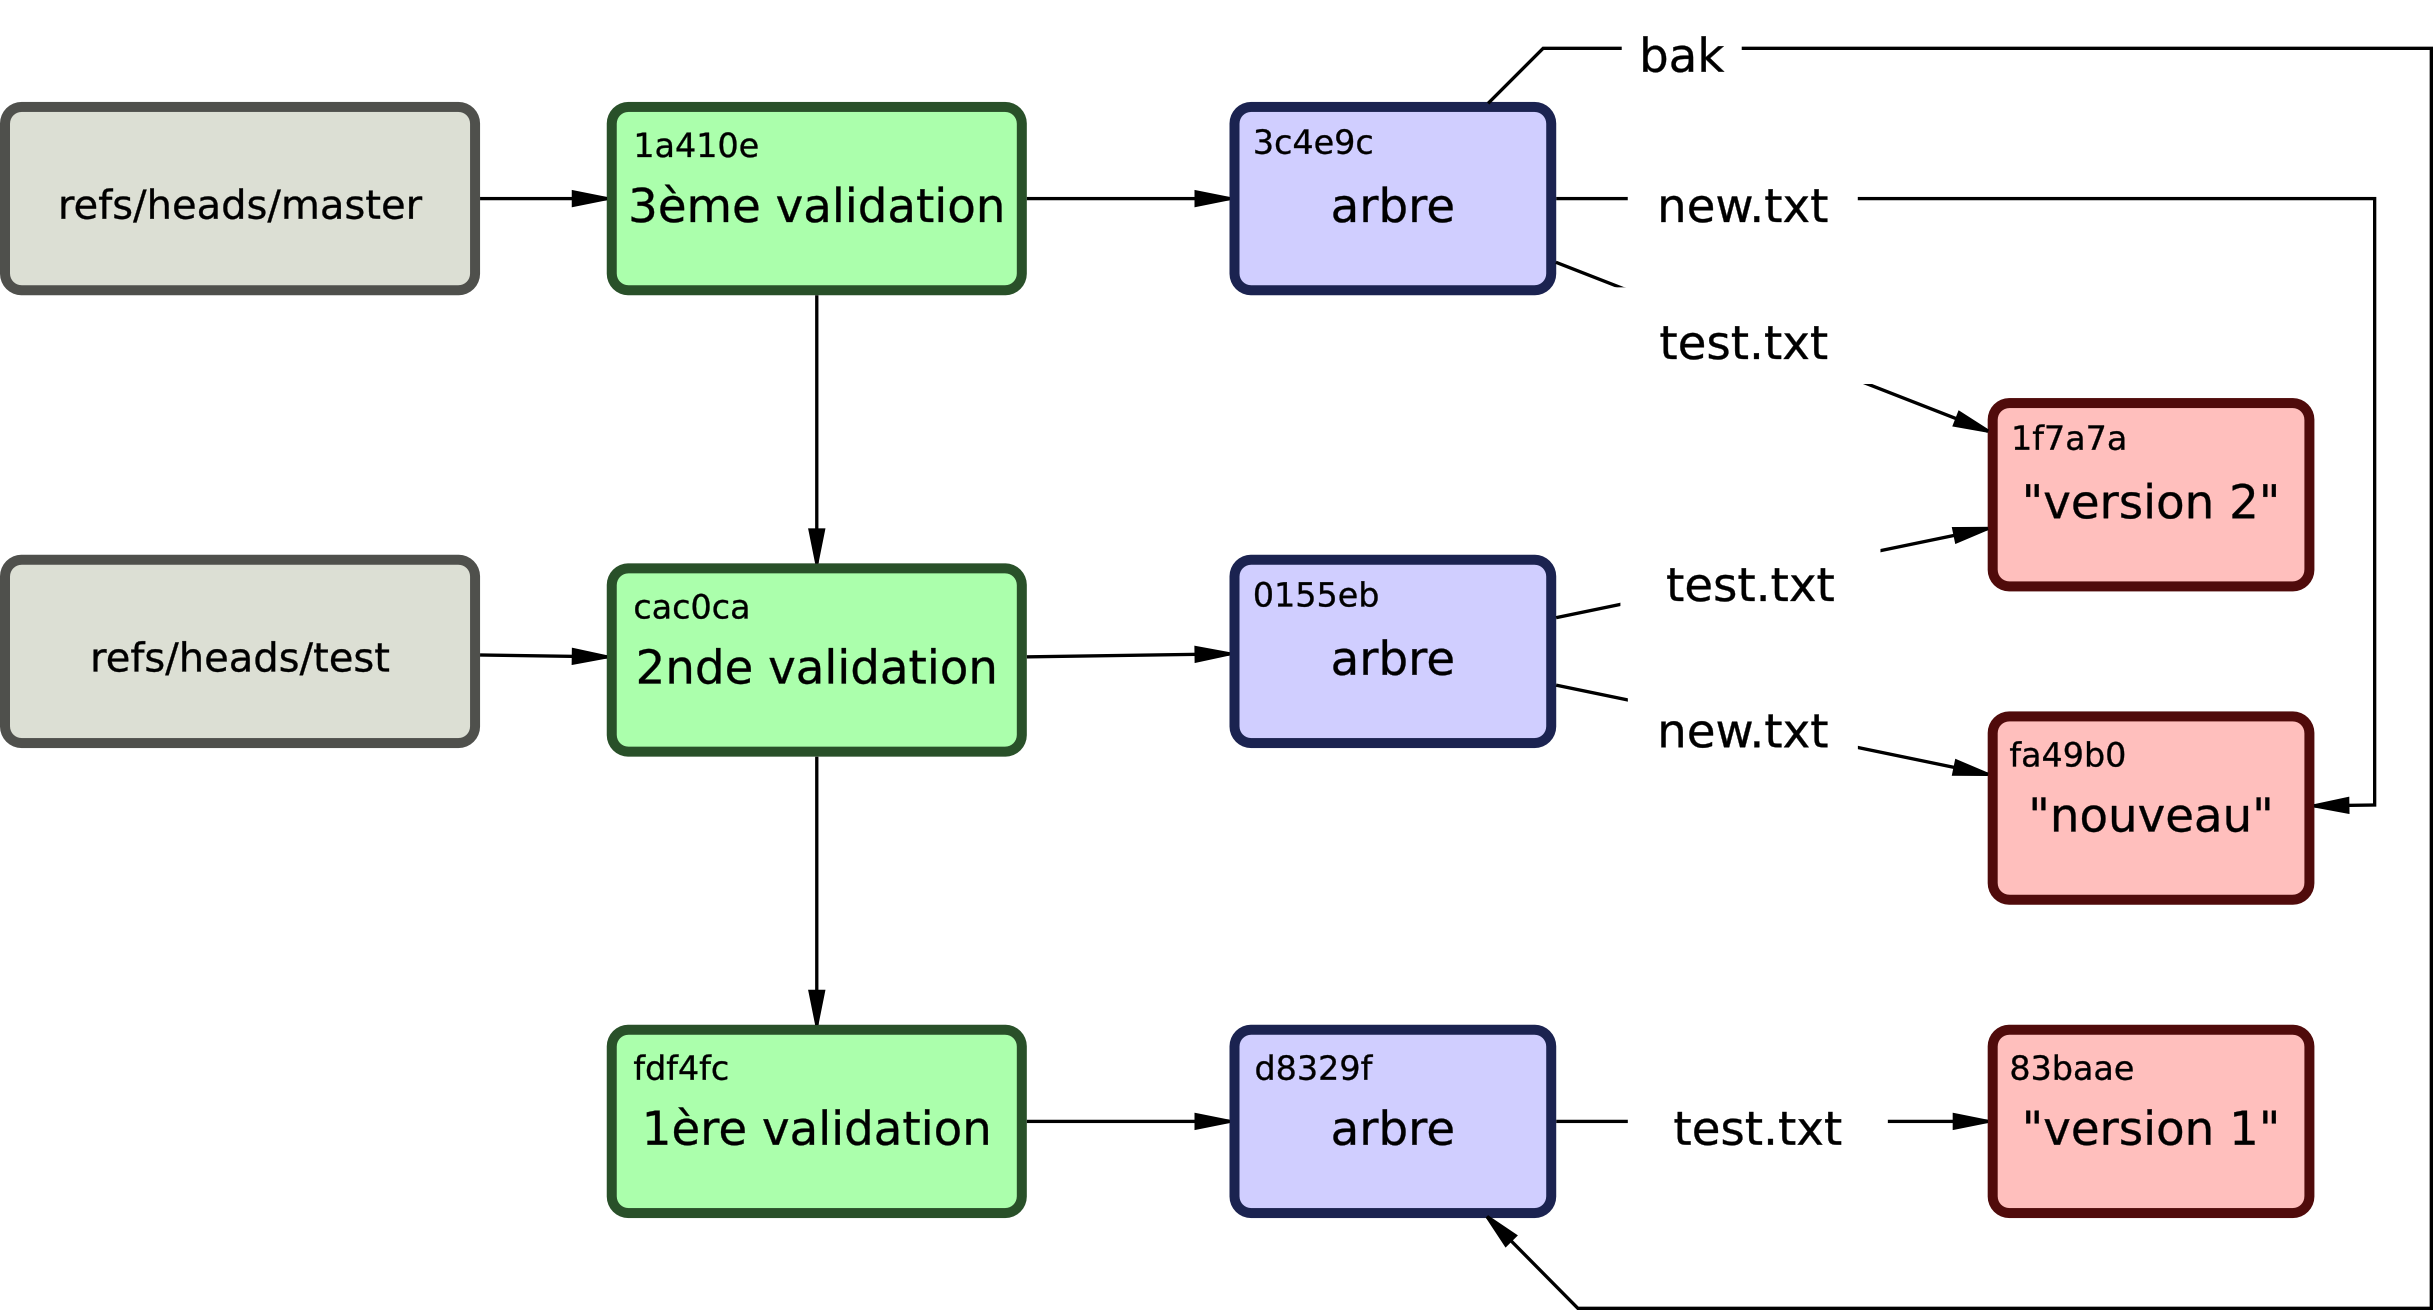 bak
refs/heads/master
1a410e
3ème validation
3c4e9c
arbre
new.txt
test.txt
1f7a7a
"version 2"
refs/heads/test
cac0ca
2nde validation
0155eb
arbre
test.txt
new.txt
fa49b0
"nouveau"
fdf4fc
1ère validation
d8329f
arbre
test.txt
83baae
"version 1"